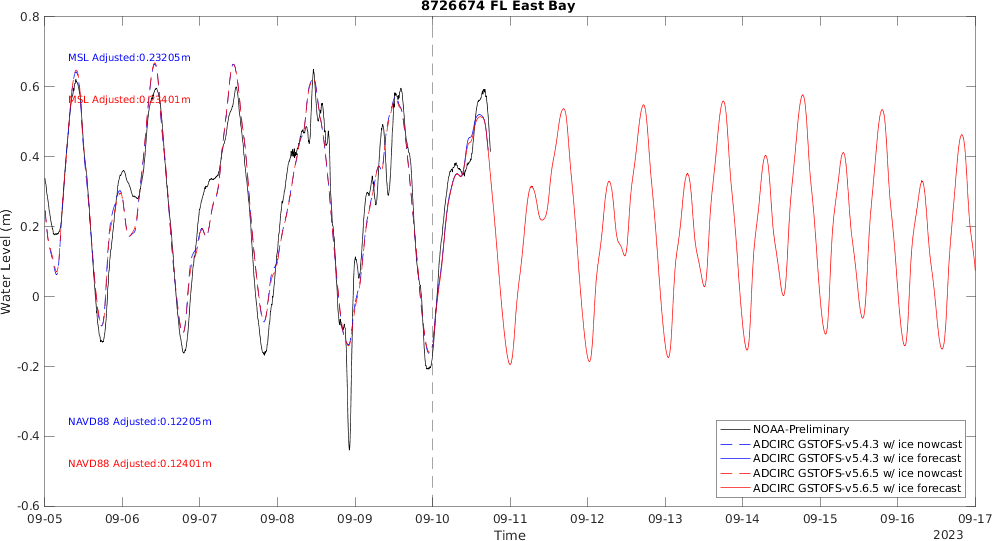 8726674 FL East Bay
0.8
MSL Adjusted:0.23205m
0.6
MSL Adjusted:0.23401m
0.4
0.2
Water Level (m)
0
-0.2
NAVD88 Adjusted:0.12205m
-0.4
NAVD88 Adjusted:0.12401m
-0.6
NOAA-Preliminary
ADCIRC GSTOFS-v5.4.3 w/ ice nowcast
ADCIRC GSTOFS-v5.4.3 w/ ice forecast
ADCIRC GSTOFS-v5.6.5 w/ ice nowcast
ADCIRC GSTOFS-v5.6.5 w/ ice forecast
09-05 09-06 09-07 09-08 09-09 09-10 09-11 09-12 09-13 09-14 09-15 09-16 09-17
Time
2023